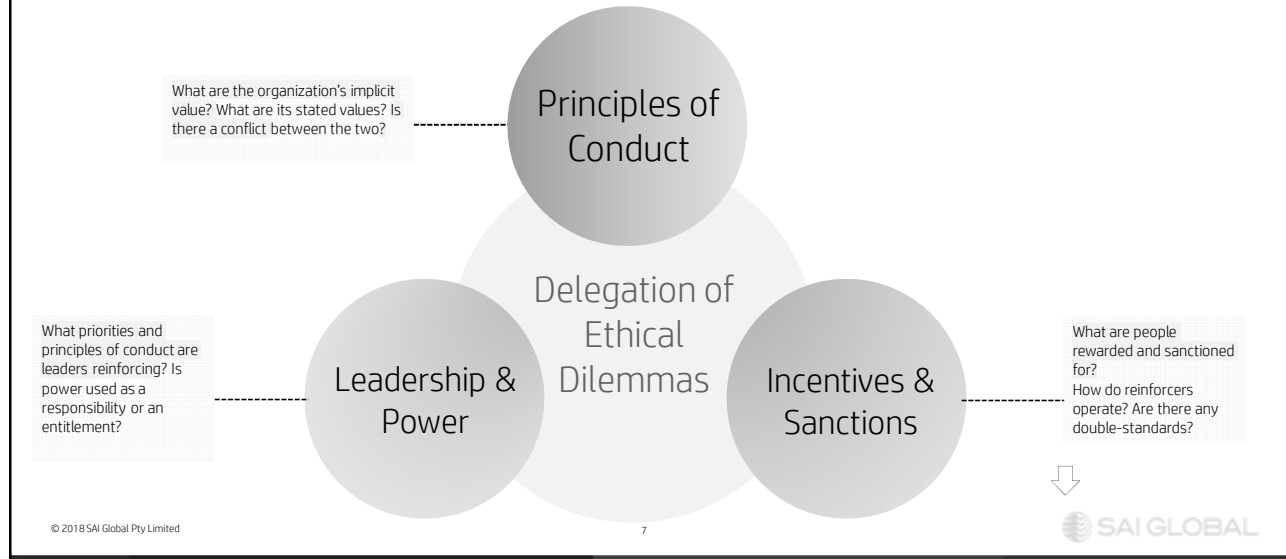 What are the organization's implicit
value? What are its stated values? Is
there a conflict between the two?
Principles of
Conduct
Delegation of
Ethical
Dilemmas
What priorities and
principles of conduct are
leaders reinforcing? Is
power used as a
responsibility or an
entitlement?
Leadership &
Power
Incentives &
Sanctions
What are people
rewarded and sanctioned
for?
How do reinforcers
operate? Are there any
double-standards?
© 2018 SAI Global Pty Limited
7
SAI GLOBAL